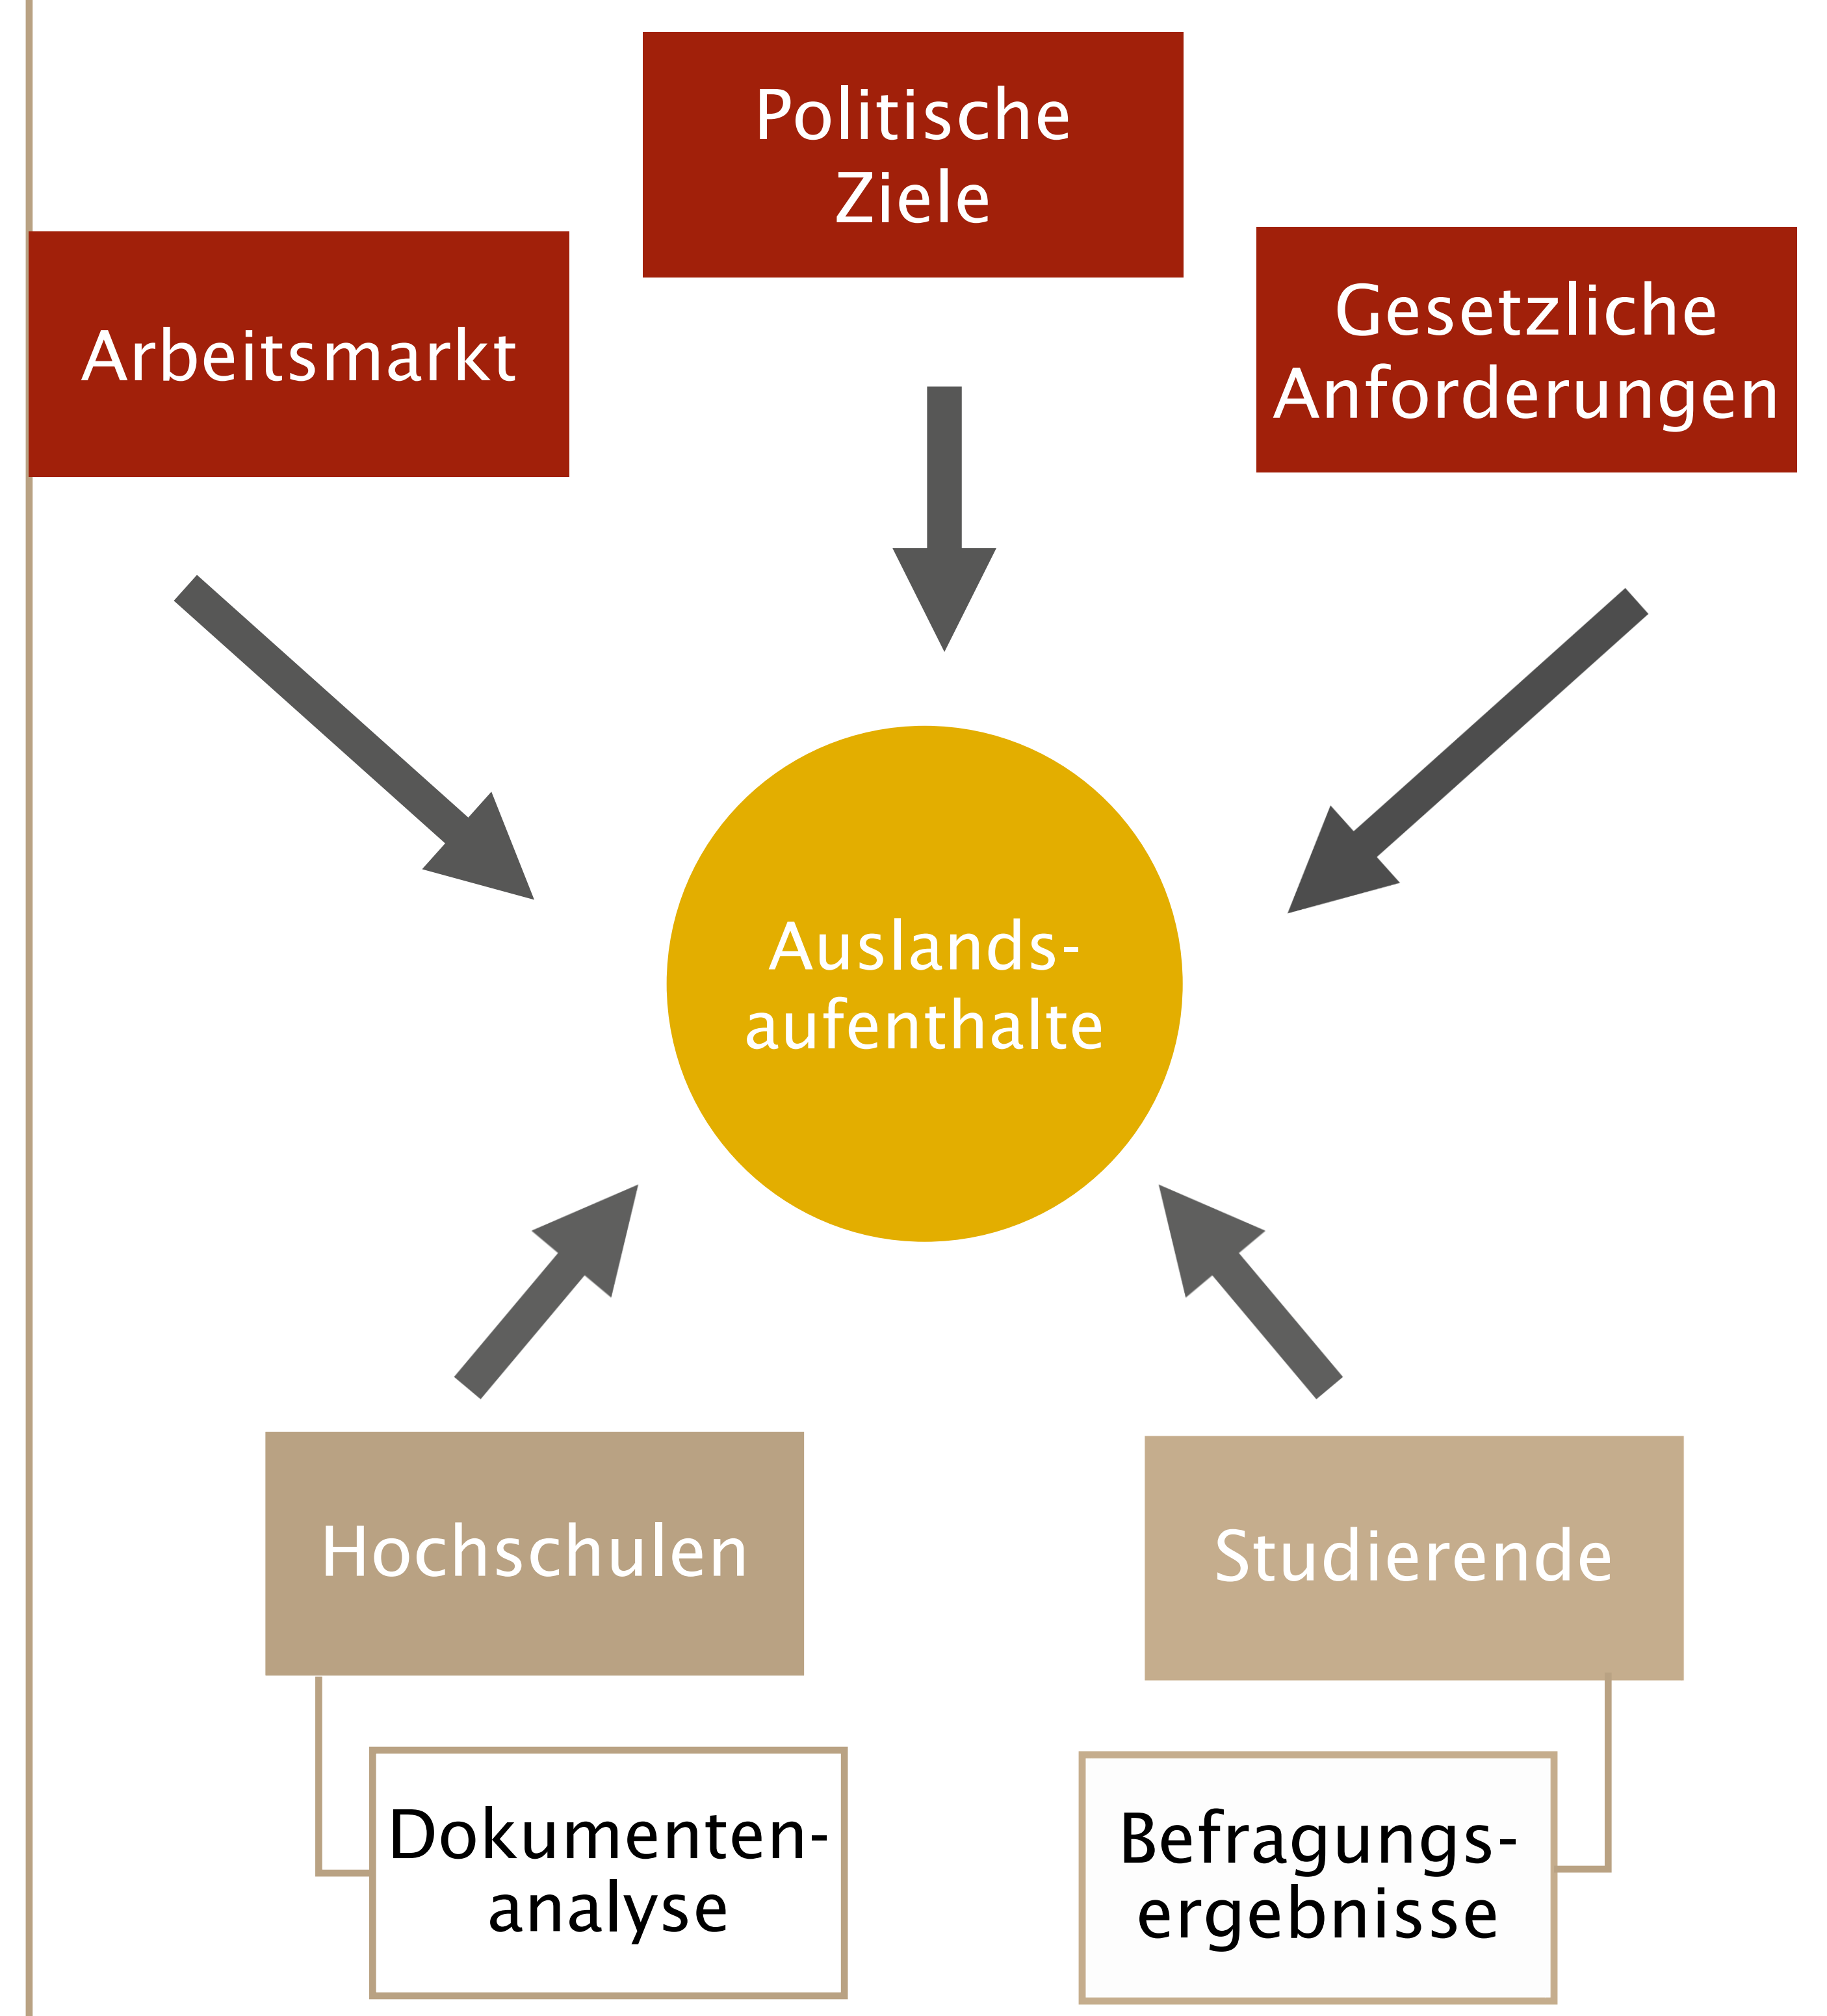 Politische
Ziele
Arbeitsmarkt
Gesetzliche
Anforderungen
Auslands-
aufenthalte
Hochschulen
Studierende
Dokumenten-
analyse
Befragungs-
ergebnisse